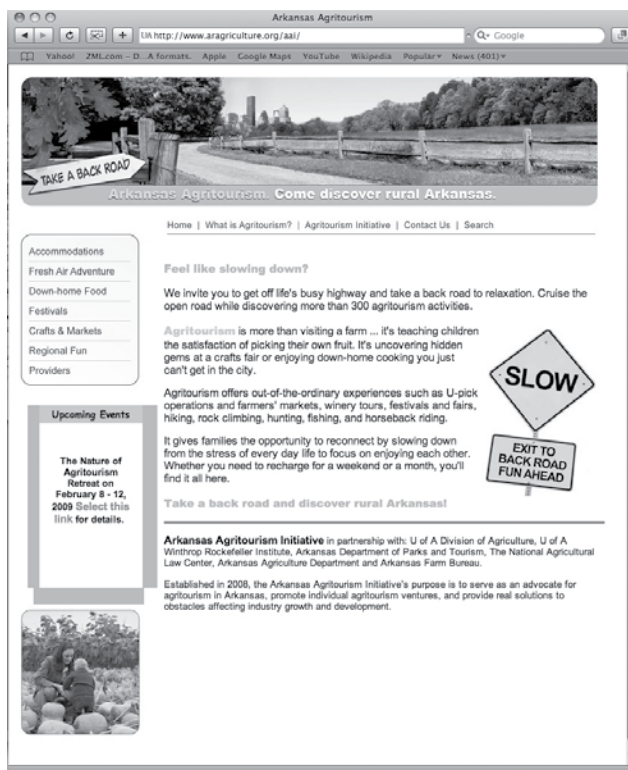 Arkansas Agritourism
UA http://www.aragriculture.org/aai/
Google
Yahoo! ZML.com – D...A formats. Apple Google Maps YouTube Wikipedia Popular News (401)
TAKE A BACK ROAD
Arkansas Agritourism. Come discover rural Arkansas.
Home | What is Agritourism? | Agritourism Initiative | Contact Us | Search
Accommodations
Fresh Air Adventure
Down-home Food
Festivals
Crafts & Markets
Regional Fun
Providers
Upcoming Events
The Nature of
Agritourism
Retreat on
February 8 - 12,
2009 Select this
link for details.
Feel like slowing down?
We invite you to get off life's busy highway and take a back road to relaxation. Cruise the
open road while discovering more than 300 agritourism activities.
Agritourism is more than visiting a farm ... it's teaching children
the satisfaction of picking their own fruit. It's uncovering hidden
gems at a crafts fair or enjoying down-home cooking you just
can't get in the city.
Agritourism offers out-of-the-ordinary experiences such as U-pick
operations and farmers' markets, winery tours, festivals and fairs,
hiking, rock climbing, hunting, fishing, and horseback riding.
It gives families the opportunity to reconnect by slowing down
from the stress of every day life to focus on enjoying each other.
Whether you need to recharge for a weekend or a month, you'll
find it all here.
Take a back road and discover rural Arkansas!
SLOW
EXIT TO
BACK ROAD
FUN AHEAD
Arkansas Agritourism Initiative in partnership with: U of A Division of Agriculture, U of A
Winthrop Rockefeller Institute, Arkansas Department of Parks and Tourism, The National Agricultural
Law Center, Arkansas Agriculture Department and Arkansas Farm Bureau.
Established in 2008, the Arkansas Agritourism Initiative's purpose is to serve as an advocate for
agritourism in Arkansas, promote individual agritourism ventures, and provide real solutions to
obstacles affecting industry growth and development.